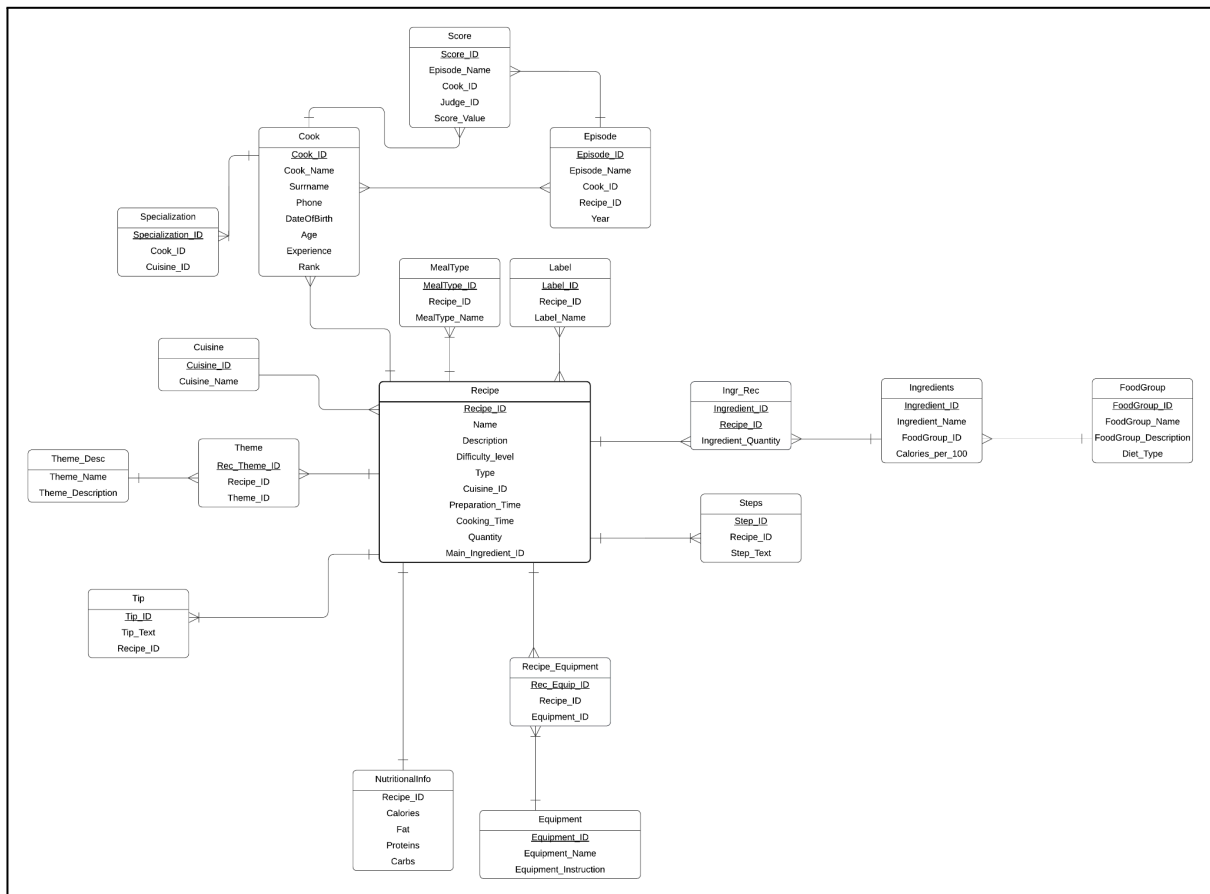 Score
Score_ID
Episode_Name
Cook_ID
Judge_ID
Score_Value
Cook
Cook_ID
Cook_Name
Surrname
Phone
DateOfBirth
Age
Experience
Rank
Episode
Episode_ID
Episode_Name
Cook_ID
Recipe_ID
Year
Specialization
Specialization_ID
Cook_ID
Cuisine_ID
MealType
MealType_ID
Recipe_ID
MealType_Name
Label
Label_ID
Recipe_ID
Label_Name
Cuisine
Cuisine_ID
Cuisine_Name
Recipe
Recipe_ID
Name
Description
Difficulty_level
Type
Cuisine_ID
Preparation_Time
Cooking_Time
Quantity
Main_Ingredient_ID
Ingr_Rec
Ingredient_ID
Recipe_ID
Ingredient_Quantity
Ingredients
Ingredient_ID
Ingredient_Name
FoodGroup_ID
Calories_per_100
FoodGroup
FoodGroup_ID
FoodGroup_Name
FoodGroup_Description
Diet_Type
Theme_Desc
Theme_Name
Theme_Description
Theme
Rec_Theme_ID
Recipe_ID
Theme_ID
Steps
Step_ID
Recipe_ID
Step_Text
Tip
Tip_ID
Tip_Text
Recipe_ID
Recipe_Equipment
Rec_Equip_ID
Recipe_ID
Equipment_ID
NutritionalInfo
Recipe_ID
Calories
Fat
Proteins
Carbs
Equipment
Equipment_ID
Equipment_Name
Equipment_Instruction